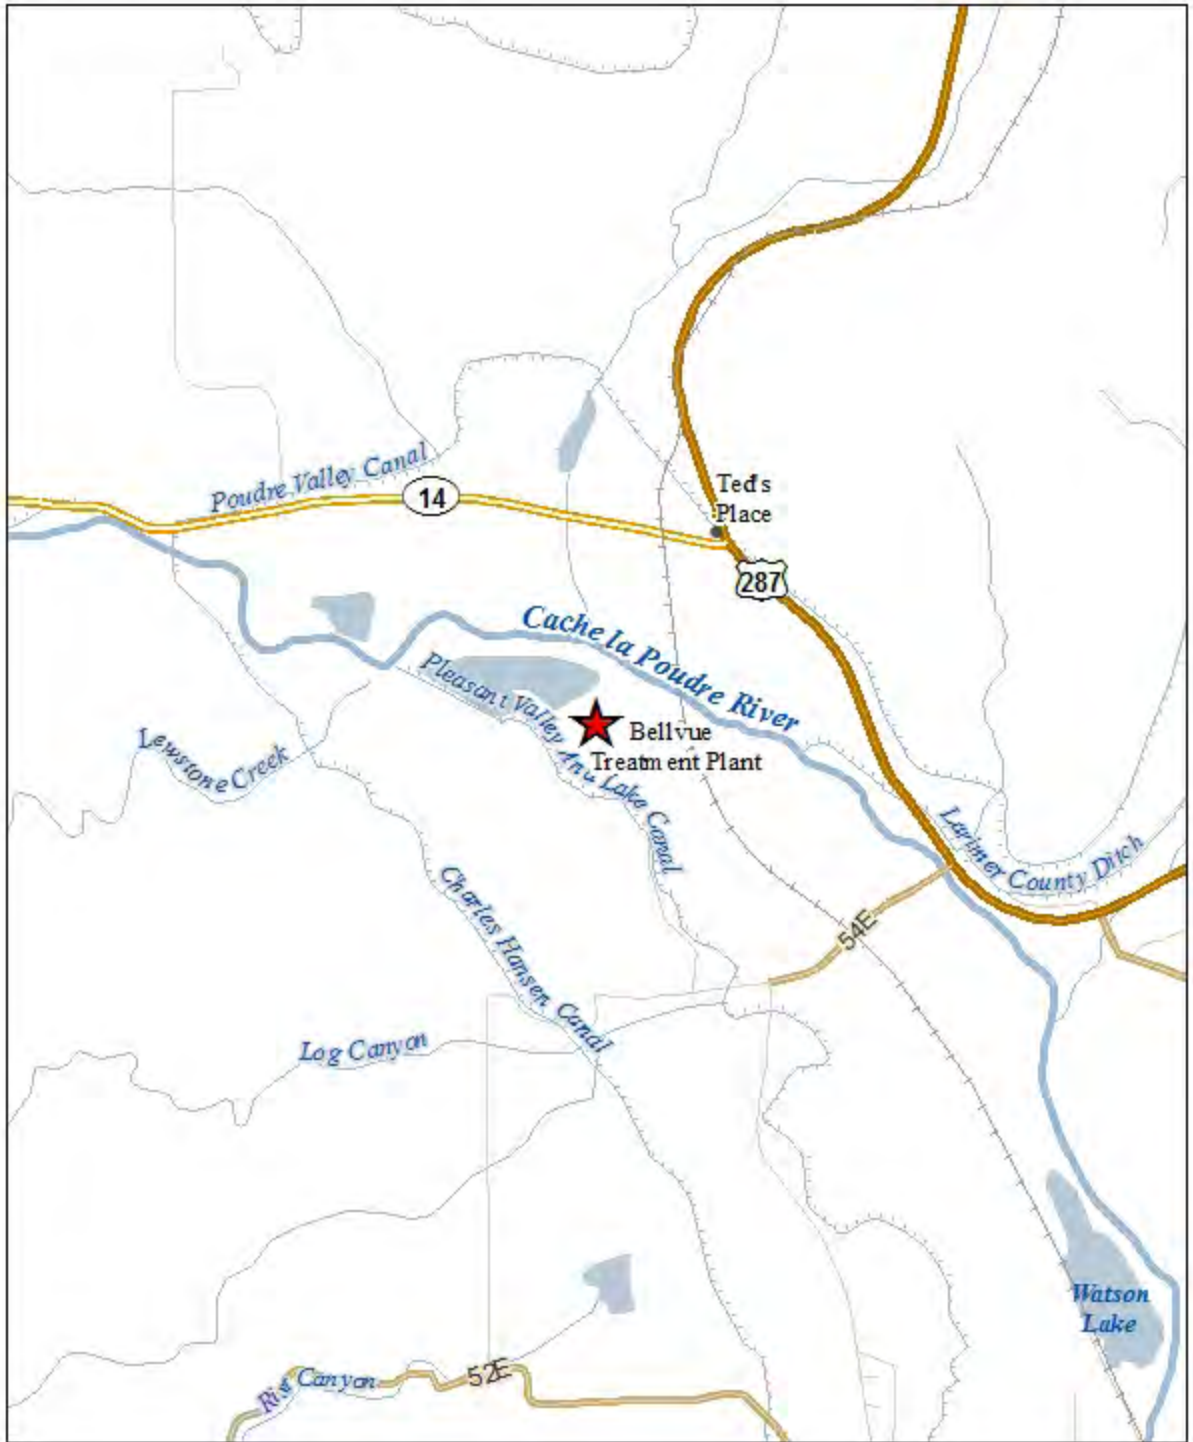 Ted's
Place
Poudre Valley Canal
14
287
Cache la Poudre River
Pleasant Valley And Lake Canal
Bellvue
Treatment Plant
Lewstone Creek
Larimer County Ditch
54E
Charles Hansen Canal
Log Canyon
Watson
Lake
52E
Rist Canyon